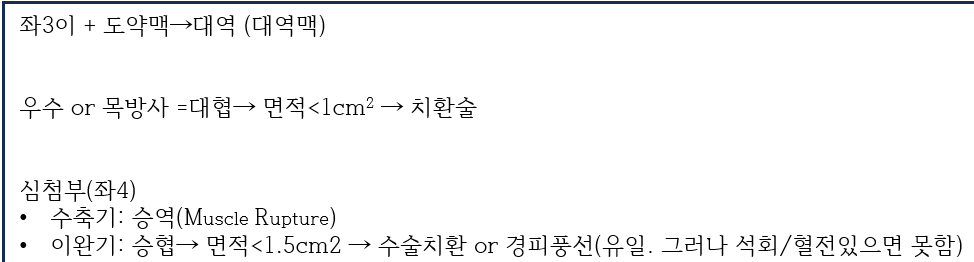 좌3이 + 도약맥→대역 (대역맥)
우수 or 목방사 =대협→ 면적<1cm² → 치환술
심첨부(좌4)
• 수축기: 승역(Muscle Rupture)
• 이완기: 승협→ 면적<1.5cm2 → 수술치환 or 경피풍선(유일. 그러나 석회/혈전있으면 못함)